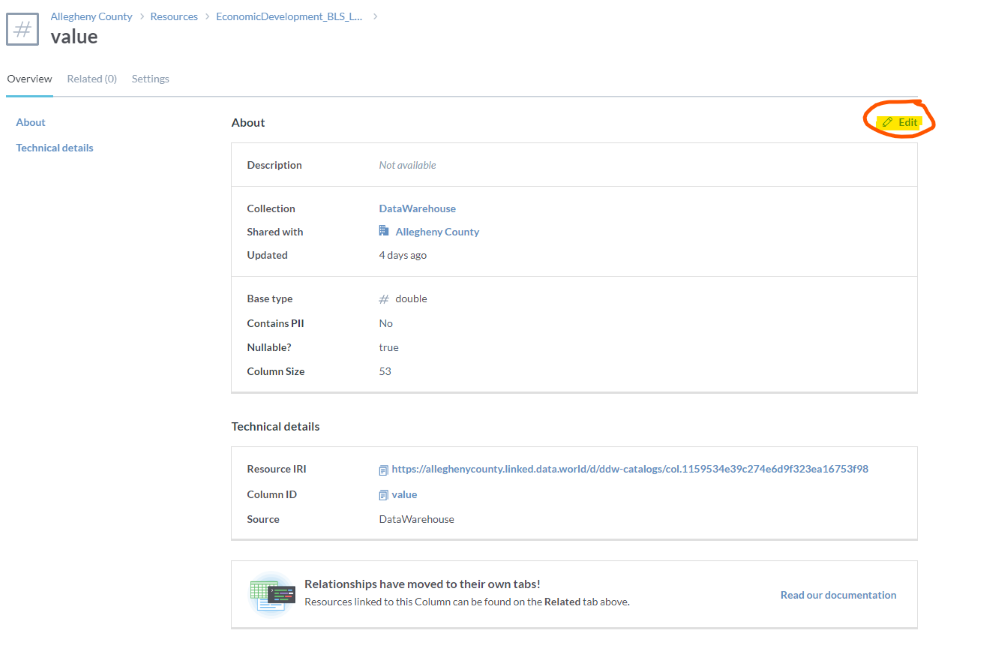 Allegheny County > Resources > EconomicDevelopment_BLS_L... >
# value
Overview Related (0) Settings
About
Technical details
About Edit
Description Not available
Collection DataWarehouse
Shared with Allegheny County
Updated 4 days ago
Base type # double
Contains PII No
Nullable? true
Column Size 53
Technical details
Resource IRI https://alleghenycounty.linked.data.world/d/ddw-catalogs/col.1159534e39c274e6d9f323ea16753f98
Column ID value
Source DataWarehouse
Relationships have moved to their own tabs!
Resources linked to this Column can be found on the Related tab above.
Read our documentation